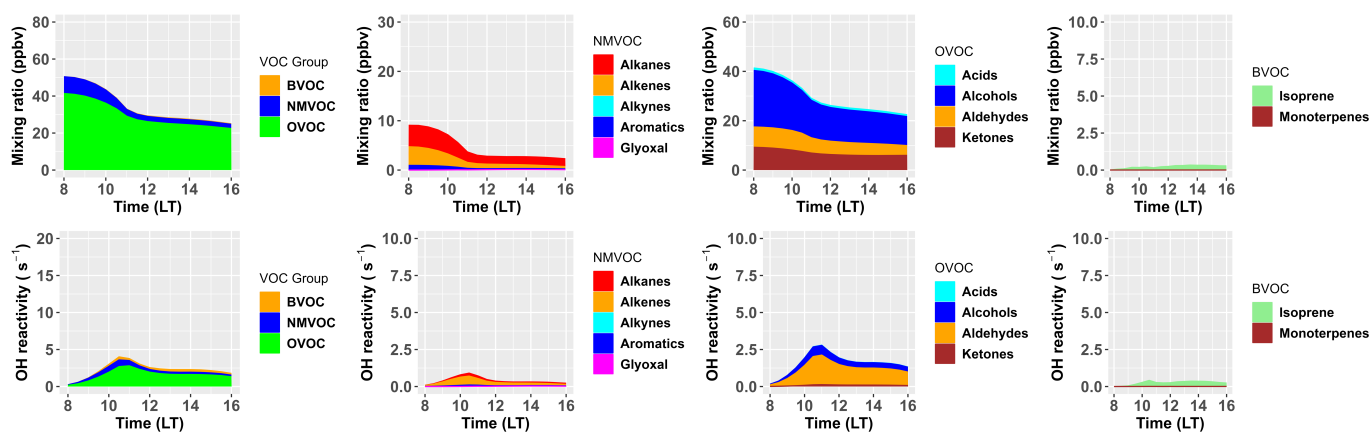 Mixing ratio (ppbv)
80
60
40
20
0
8 10 12 14 16
Time (LT)
VOC Group
BVOC
NMVOC
OVOC
Mixing ratio (ppbv)
30
20
10
0
8 10 12 14 16
Time (LT)
NMVOC
Alkanes
Alkenes
Alkynes
Aromatics
Glyoxal
Mixing ratio (ppbv)
60
40
20
0
8 10 12 14 16
Time (LT)
OVOC
Acids
Alcohols
Aldehydes
Ketones
Mixing ratio (ppbv)
10.0
7.5
5.0
2.5
0.0
8 10 12 14 16
Time (LT)
BVOC
Isoprene
Monoterpenes
OH reactivity ( s⁻¹)
20
15
10
5
0
8 10 12 14 16
Time (LT)
VOC Group
BVOC
NMVOC
OVOC
OH reactivity ( s⁻¹)
10.0
7.5
5.0
2.5
0.0
8 10 12 14 16
Time (LT)
NMVOC
Alkanes
Alkenes
Alkynes
Aromatics
Glyoxal
OH reactivity ( s⁻¹)
10.0
7.5
5.0
2.5
0.0
8 10 12 14 16
Time (LT)
OVOC
Acids
Alcohols
Aldehydes
Ketones
OH reactivity ( s⁻¹)
10.0
7.5
5.0
2.5
0.0
8 10 12 14 16
Time (LT)
BVOC
Isoprene
Monoterpenes